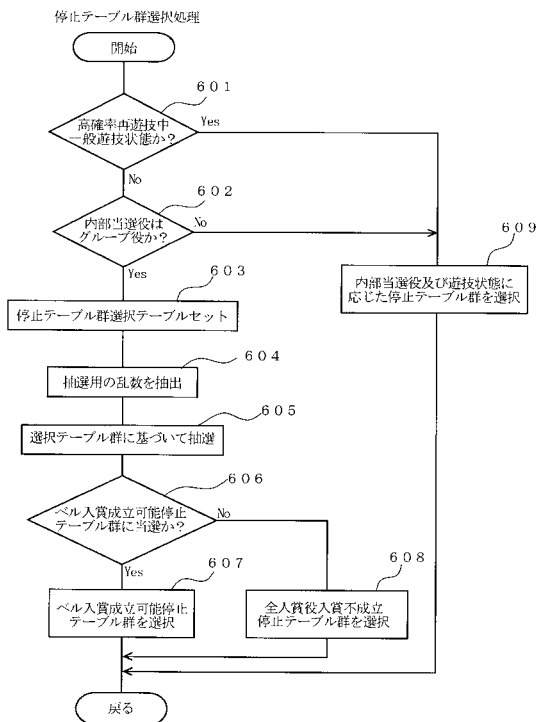 停止テーブル群選択処理
開始
601
高確率再遊技中
一般遊技状態か?
Yes
No
602
内部当選役は
グループ役か?
No
Yes
603
停止テーブル群選択テーブルセット
604
抽選用の乱数を抽出
605
選択テーブル群に基づいて抽選
606
ベル入賞成立可能停止
テーブル群に当選か?
No
Yes
607
ベル入賞成立可能停止
テーブル群を選択
608
全入賞役入賞不成立
停止テーブル群を選択
609
内部当選役及び遊技状態に
応じた停止テーブル群を選択
戻る